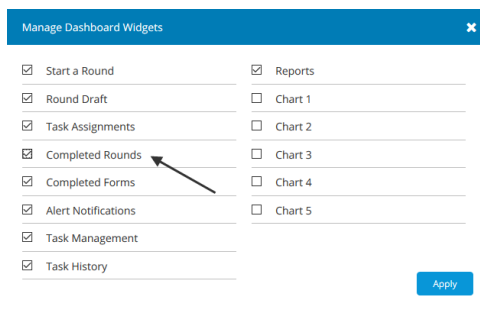 Manage Dashboard Widgets
Start a Round
Round Draft
Task Assignments
Completed Rounds
Completed Forms
Alert Notifications
Task Management
Task History
Reports
Chart 1
Chart 2
Chart 3
Chart 4
Chart 5
Apply